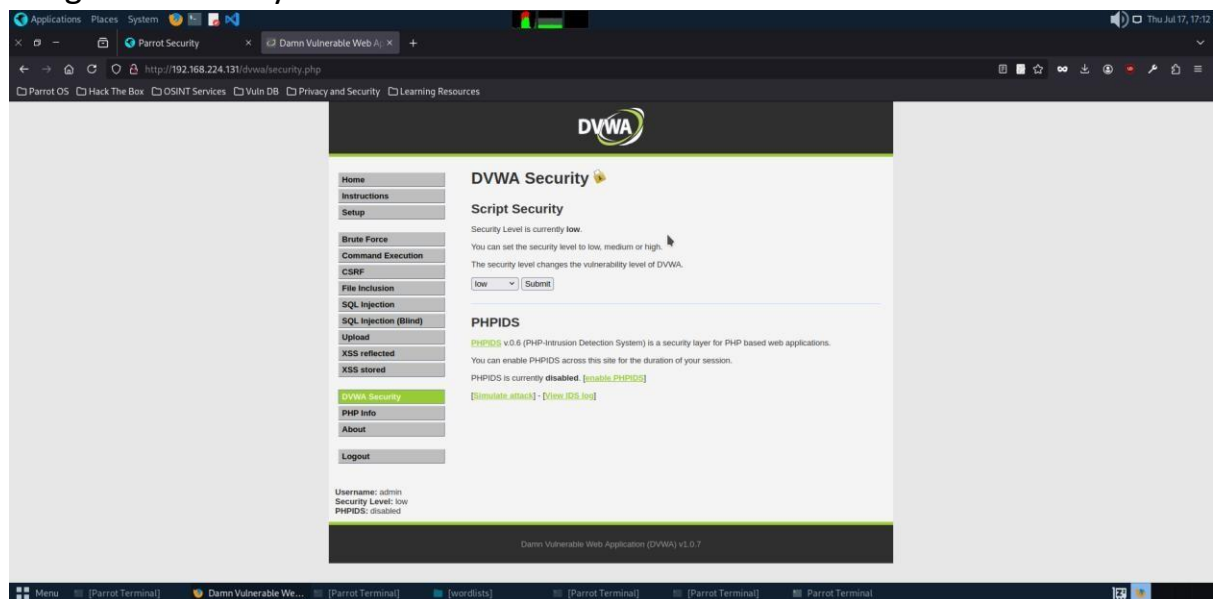 Applications Places System Thu Jul 17, 17:12
Parrot Security × Damn Vulnerable Web A × +
http://192.168.224.131/dvwa/security.php
Parrot OS Hack The Box OSINT Services Vuln DB Privacy and Security Learning Resources
DVWA
Home
Instructions
Setup
Brute Force
Command Execution
CSRF
File Inclusion
SQL Injection
SQL Injection (Blind)
Upload
XSS reflected
XSS stored
DVWA Security
PHP Info
About
Logout
Username: admin
Security Level: low
PHPIDS: disabled
DVWA Security
Script Security
Security Level is currently low.
You can set the security level to low, medium or high.
The security level changes the vulnerability level of DVWA.
low Submit
PHPIDS
PHPIDS v.0.6 (PHP-Intrusion Detection System) is a security layer for PHP based web applications.
You can enable PHPIDS across this site for the duration of your session.
PHPIDS is currently disabled. [enable PHPIDS]
[Simulate attack] - [View IDS log]
Damn Vulnerable Web Application (DVWA) v1.0.7
Menu [Parrot Terminal] Damn Vulnerable We... [Parrot Terminal] [wordlists] [Parrot Terminal] [Parrot Terminal] Parrot Terminal